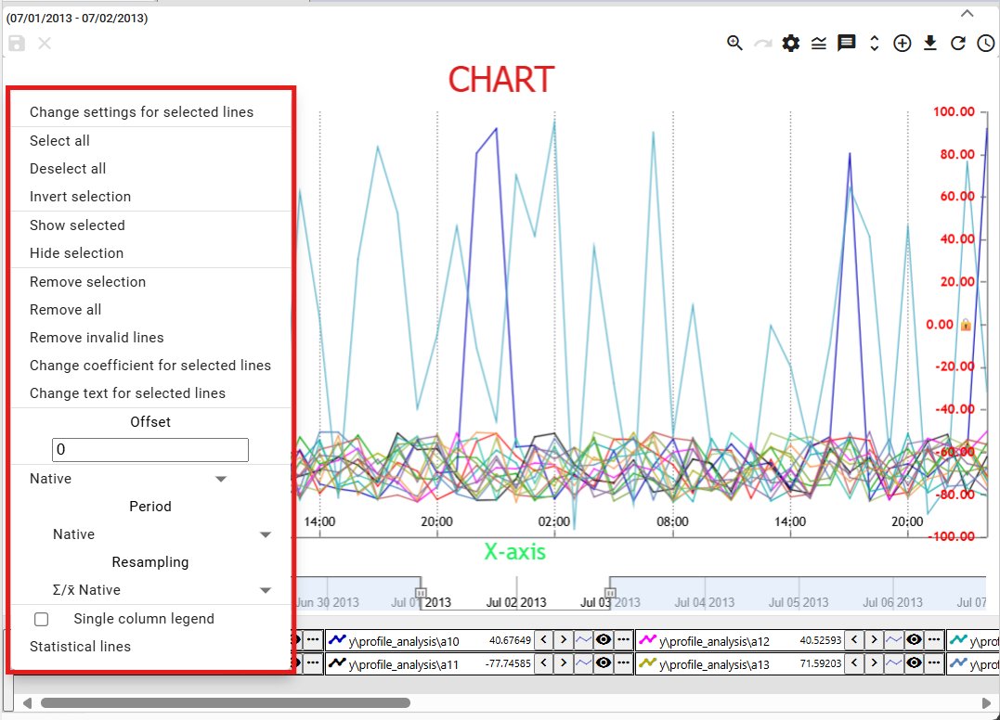 (07/01/2013 - 07/02/2013)
CHART
Change settings for selected lines
Select all
Deselect all
Invert selection
Show selected
Hide selection
Remove selection
Remove all
Remove invalid lines
Change coefficient for selected lines
Change text for selected lines
Offset
0
Native
Period
Native
Resampling
Σ/x̄ Native
Single column legend
Statistical lines
100.00
80.00
60.00
40.00
20.00
0.00
-20.00
-40.00
-60.00
-80.00
-100.00
14:00 20:00 02:00 08:00 14:00 20:00
X-axis
Jun 30 2013 Jul 01 2013 Jul 02 2013 Jul 03 2013 Jul 04 2013 Jul 05 2013 Jul 06 2013 Jul 07
y\profile_analysis\a10 40.67649 y\profile_analysis\a12 40.52593 y\pro
y\profile_analysis\a11 -77.74585 y\profile_analysis\a13 71.59203 y\pro